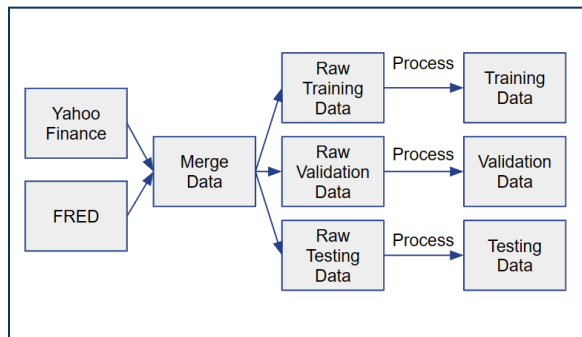 Yahoo
Finance
FRED
Merge
Data
Raw
Training
Data
Raw
Validation
Data
Raw
Testing
Data
Process
Process
Process
Training
Data
Validation
Data
Testing
Data